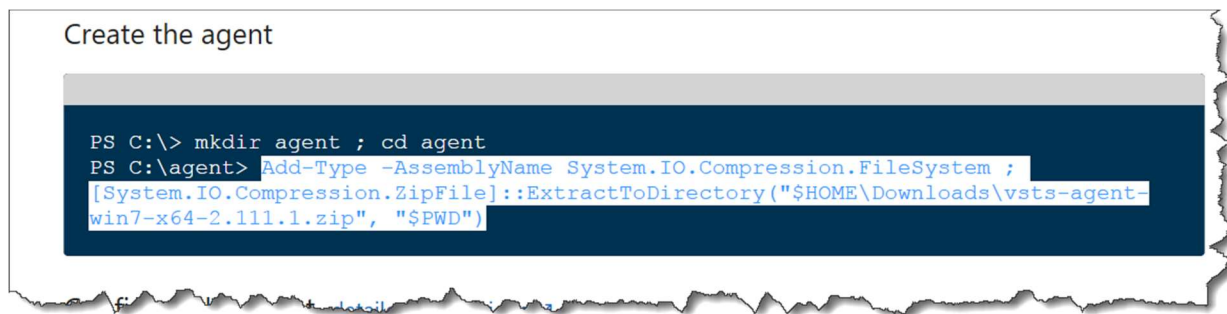 Create the agent
PS C:\> mkdir agent ; cd agent
PS C:\agent> Add-Type -AssemblyName System.IO.Compression.FileSystem ;
[System.IO.Compression.ZipFile]::ExtractToDirectory("$HOME\Downloads\vsts-agent-
win7-x64-2.111.1.zip", "$PWD")